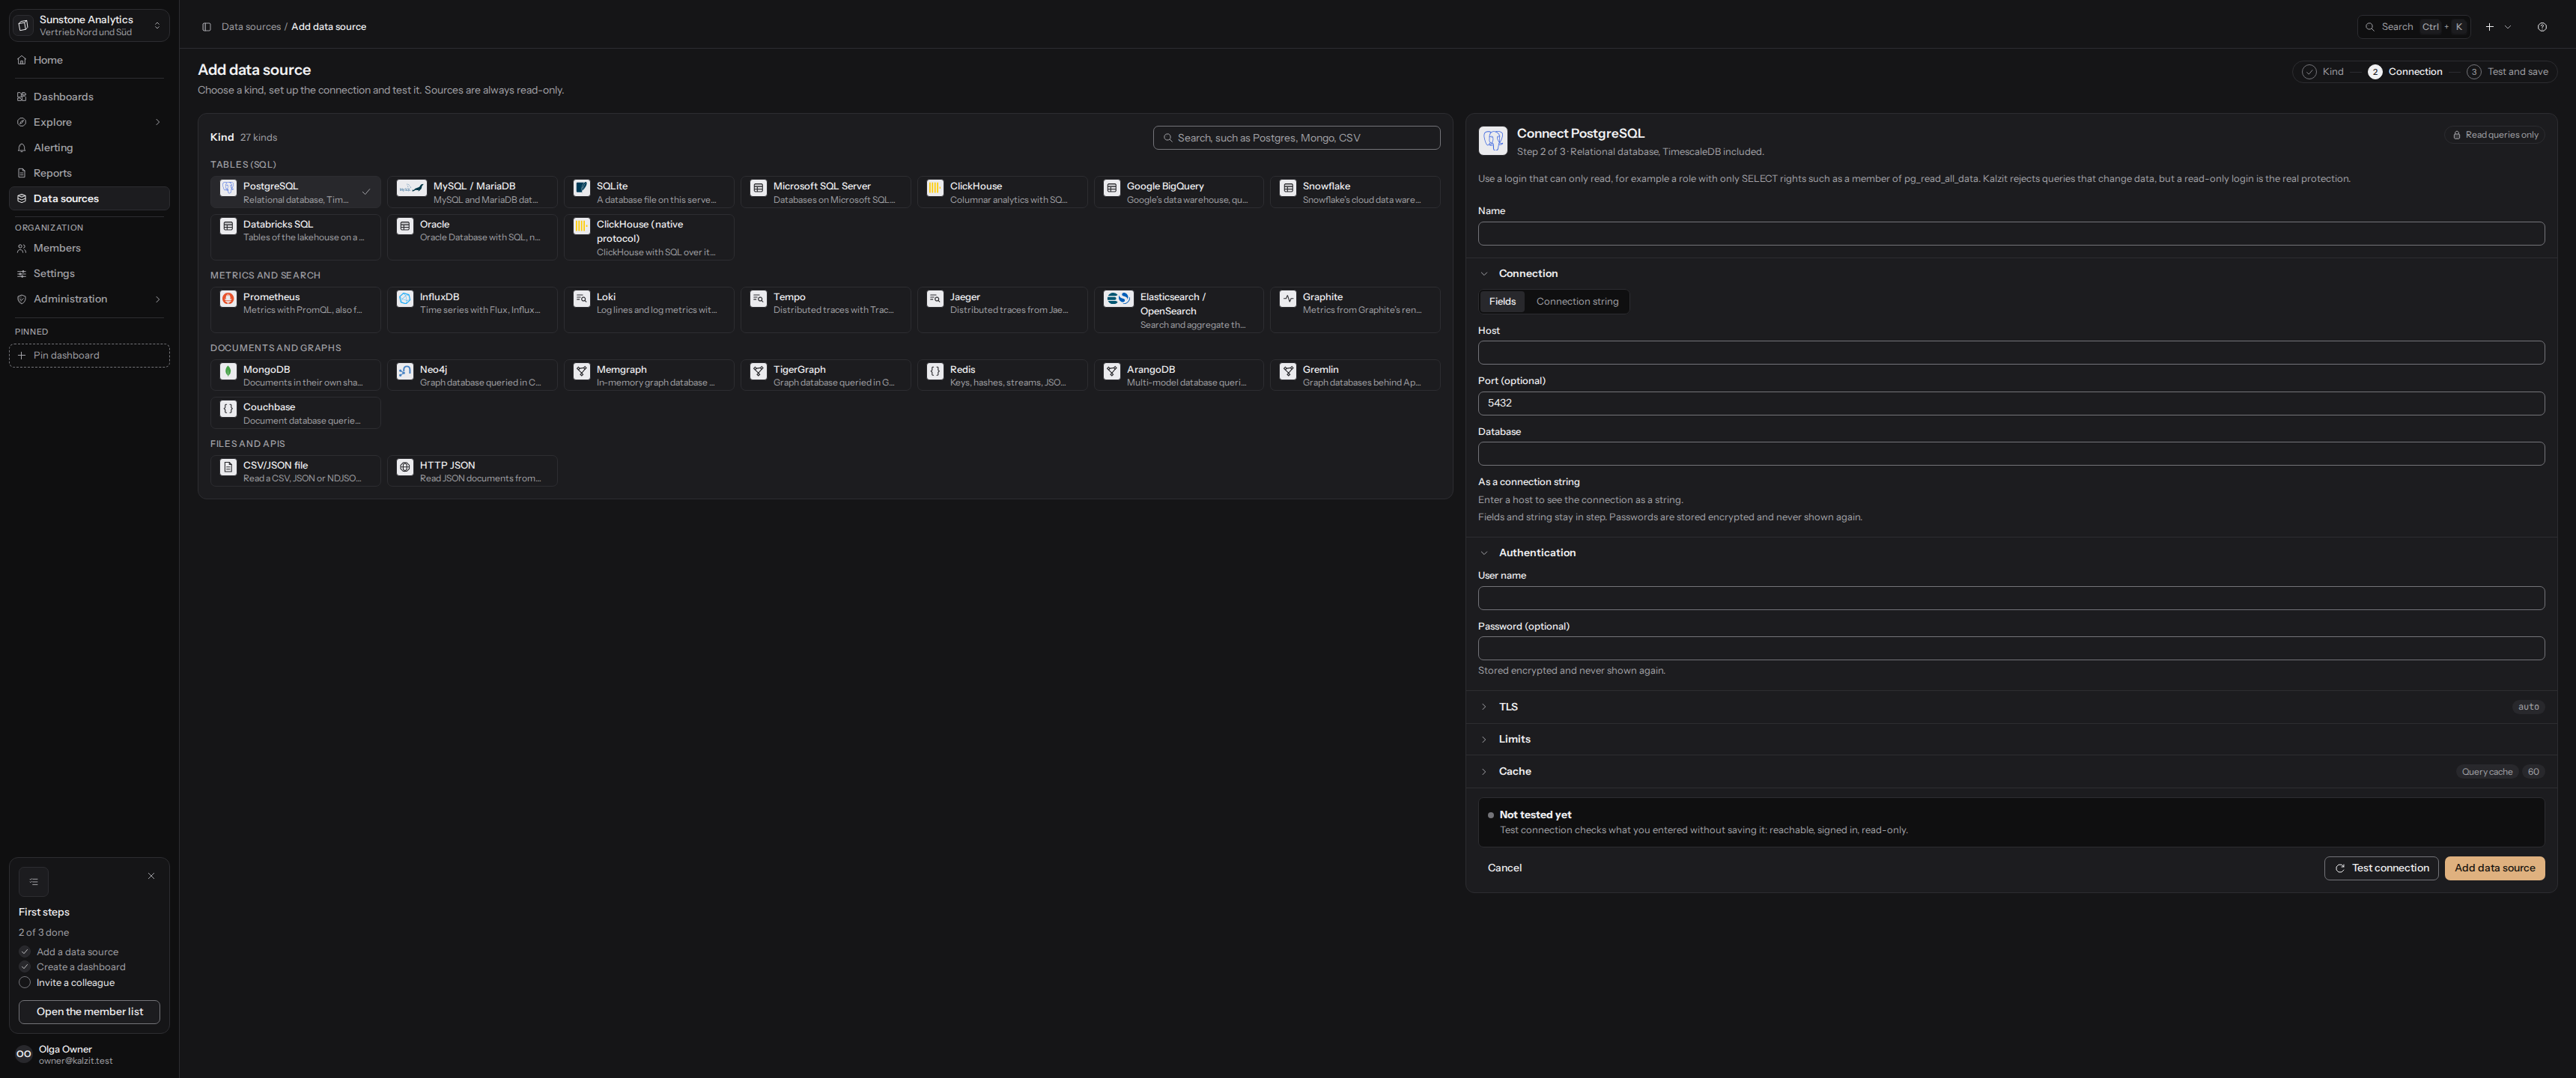 Sunstone Analytics
Vertrieb Nord und Süd
Home
Dashboards
Explore
Alerting
Reports
Data sources
ORGANIZATION
Members
Settings
Administration
PINNED
Pin dashboard
First steps
2 of 3 done
Add a data source
Create a dashboard
Invite a colleague
Open the member list
OO
Olga Owner
owner@kalzit.test
Data sources / Add data source
Search Ctrl + K
Add data source
Choose a kind, set up the connection and test it. Sources are always read-only.
Kind
2 Connection
3 Test and save
Kind 27 kinds
Search, such as Postgres, Mongo, CSV
TABLES (SQL)
PostgreSQL
Relational database, Tim...
MySQL / MariaDB
MySQL and MariaDB dat...
SQLite
A database file on this serve...
Microsoft SQL Server
Databases on Microsoft SQL...
ClickHouse
Columnar analytics with SQ...
Google BigQuery
Google's data warehouse, qu...
Snowflake
Snowflake's cloud data ware...
Databricks SQL
Tables of the lakehouse on a ...
Oracle
Oracle Database with SQL, n...
ClickHouse (native
protocol)
ClickHouse with SQL over it...
METRICS AND SEARCH
Prometheus
Metrics with PromQL, also f...
InfluxDB
Time series with Flux, Influx...
Loki
Log lines and log metrics wit...
Tempo
Distributed traces with Trac...
Jaeger
Distributed traces from Jae...
Elasticsearch /
OpenSearch
Search and aggregate th...
Graphite
Metrics from Graphite's ren...
DOCUMENTS AND GRAPHS
MongoDB
Documents in their own sha...
Neo4j
Graph database queried in C...
Memgraph
In-memory graph database ...
TigerGraph
Graph database queried in G...
Redis
Keys, hashes, streams, JSO...
ArangoDB
Multi-model database queri...
Gremlin
Graph databases behind Ap...
Couchbase
Document database querie...
FILES AND APIS
CSV/JSON file
Read a CSV, JSON or NDJSO...
HTTP JSON
Read JSON documents from...
Connect PostgreSQL
Step 2 of 3 · Relational database, TimescaleDB included.
Read queries only
Use a login that can only read, for example a role with only SELECT rights such as a member of pg_read_all_data. Kalzit rejects queries that change data, but a read-only login is the real protection.
Name
Connection
Fields
Connection string
Host
Port (optional)
5432
Database
As a connection string
Enter a host to see the connection as a string.
Fields and string stay in step. Passwords are stored encrypted and never shown again.
Authentication
User name
Password (optional)
Stored encrypted and never shown again.
TLS
auto
Limits
Cache
Query cache 60
Not tested yet
Test connection checks what you entered without saving it: reachable, signed in, read-only.
Cancel
Test connection
Add data source